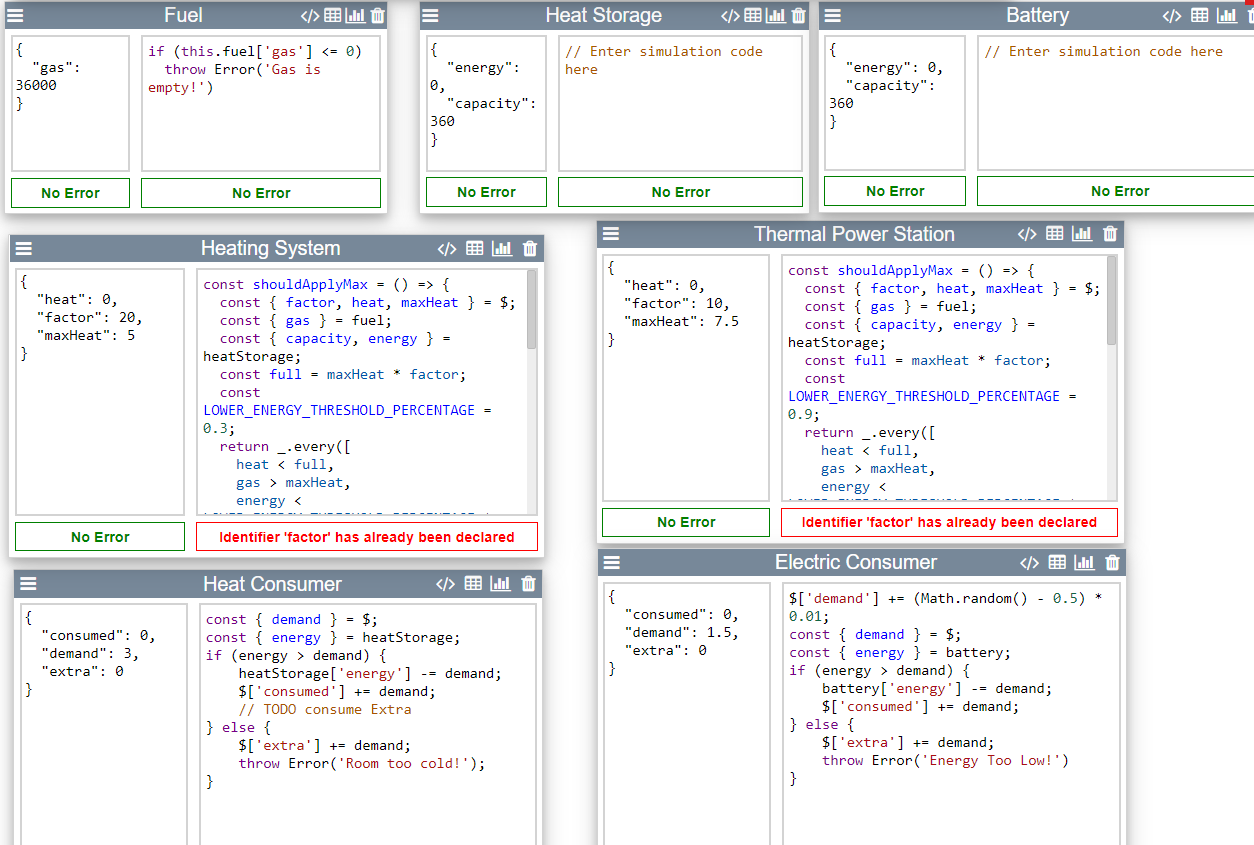 Fuel
{
"gas":
36000
}
if (this.fuel['gas'] <= 0)
throw Error('Gas is
empty!')
No Error
No Error
Heat Storage
{
"energy":
0,
"capacity":
360
}
// Enter simulation code
here
No Error
No Error
Battery
{
"energy": 0,
"capacity":
360
}
// Enter simulation code here
No Error
No Error
Heating System
{
"heat": 0,
"factor": 20,
"maxHeat": 5
}
const shouldApplyMax = () => {
const { factor, heat, maxHeat } = $;
const { gas } = fuel;
const { capacity, energy } =
heatStorage;
const full = maxHeat * factor;
const
LOWER_ENERGY_THRESHOLD_PERCENTAGE =
0.3;
return _.every([
heat < full,
gas > maxHeat,
energy <
No Error
Identifier 'factor' has already been declared
Thermal Power Station
{
"heat": 0,
"factor": 10,
"maxHeat": 7.5
}
const shouldApplyMax = () => {
const { factor, heat, maxHeat } = $;
const { gas } = fuel;
const { capacity, energy } =
heatStorage;
const full = maxHeat * factor;
const
LOWER_ENERGY_THRESHOLD_PERCENTAGE =
0.9;
return _.every([
heat < full,
gas > maxHeat,
energy <
No Error
Identifier 'factor' has already been declared
Heat Consumer
{
"consumed": 0,
"demand": 3,
"extra": 0
}
const { demand } = $;
const { energy } = heatStorage;
if (energy > demand) {
heatStorage['energy'] -= demand;
$['consumed'] += demand;
// TODO consume Extra
} else {
$['extra'] += demand;
throw Error('Room too cold!');
}
Electric Consumer
{
"consumed": 0,
"demand": 1.5,
"extra": 0
}
$['demand'] += (Math.random() - 0.5) *
0.01;
const { demand } = $;
const { energy } = battery;
if (energy > demand) {
battery['energy'] -= demand;
$['consumed'] += demand;
} else {
$['extra'] += demand;
throw Error('Energy Too Low!')
}